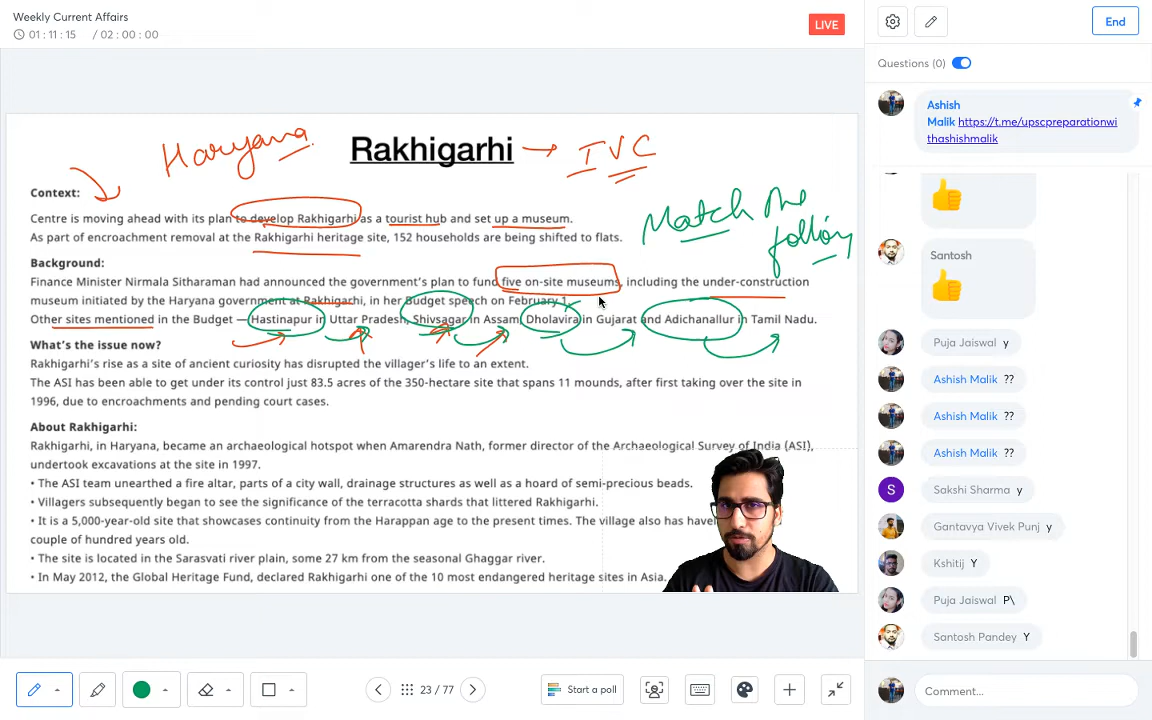 Weekly Current Affairs
01 : 11 : 15 / 02 : 00 : 00
LIVE
End
Questions (0)
Haryana
Rakhigarhi → IVC
Match the
follöing
Context:
Centre is moving ahead with its plan to develop Rakhigarhi as a tourist hub and set up a museum.
As part of encroachment removal at the Rakhigarhi heritage site, 152 households are being shifted to flats.
Background:
Finance Minister Nirmala Sitharaman had announced the government's plan to fund five on-site museums, including the under-construction
museum initiated by the Haryana government at Rakhigarhi, in her Budget speech on February 1.
Other sites mentioned in the Budget — Hastinapur in Uttar Pradesh, Shivsagar in Assam, Dholavira in Gujarat and Adichanallur in Tamil Nadu.
What's the issue now?
Rakhigarhi's rise as a site of ancient curiosity has disrupted the villager's life to an extent.
The ASI has been able to get under its control just 83.5 acres of the 350-hectare site that spans 11 mounds, after first taking over the site in
1996, due to encroachments and pending court cases.
About Rakhigarhi:
Rakhigarhi, in Haryana, became an archaeological hotspot when Amarendra Nath, former director of the Archaeological Survey of India (ASI),
undertook excavations at the site in 1997.
• The ASI team unearthed a fire altar, parts of a city wall, drainage structures as well as a hoard of semi-precious beads.
• Villagers subsequently began to see the significance of the terracotta shards that littered Rakhigarhi.
• It is a 5,000-year-old site that showcases continuity from the Harappan age to the present times. The village also has havel
couple of hundred years old.
• The site is located in the Sarasvati river plain, some 27 km from the seasonal Ghaggar river.
• In May 2012, the Global Heritage Fund, declared Rakhigarhi one of the 10 most endangered heritage sites in Asia.
23 / 77
Start a poll
Ashish
Malik https://t.me/upscpreparationwi
thashishmalik
Santosh
Puja Jaiswal y
Ashish Malik ??
Ashish Malik ??
Ashish Malik ??
S
Sakshi Sharma y
Gantavya Vivek Punj y
Kshitij Y
Puja Jaiswal P\
Santosh Pandey Y
Comment...